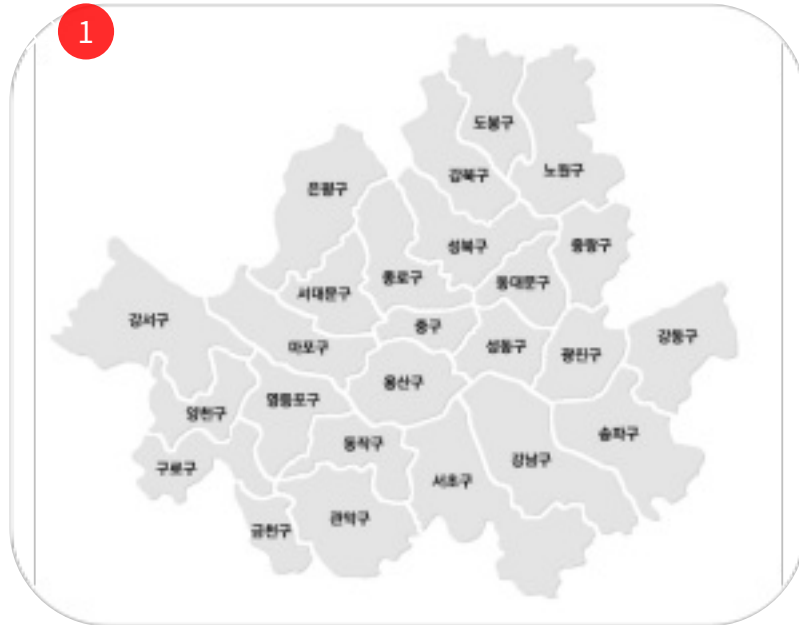 1
도봉구
강북구
노원구
은평구
성북구
중랑구
종로구
동대문구
서대문구
강서구
중구
성동구
광진구
강동구
마포구
용산구
영등포구
양천구
송파구
동작구
강남구
구로구
서초구
관악구
금천구